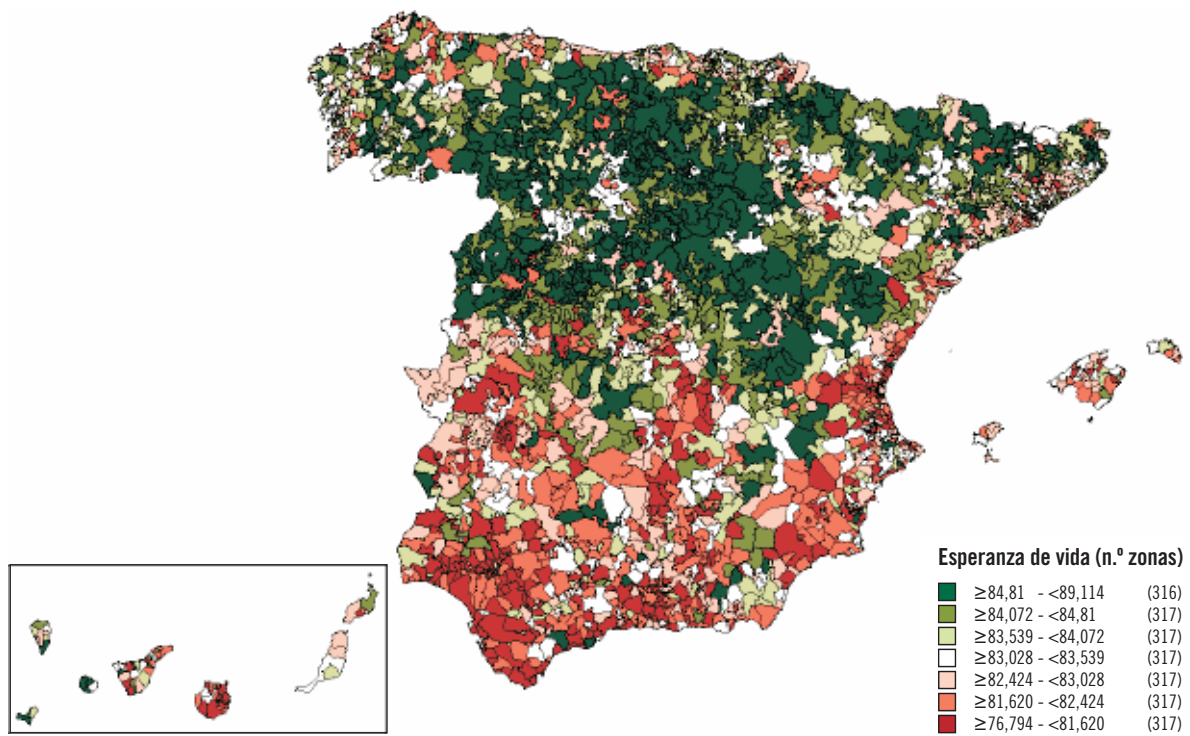 Esperanza de vida (n.º zonas)
≥84,81 - <89,114 (316)
≥84,072 - <84,81 (317)
≥83,539 - <84,072 (317)
≥83,028 - <83,539 (317)
≥82,424 - <83,028 (317)
≥81,620 - <82,424 (317)
≥76,794 - <81,620 (317)